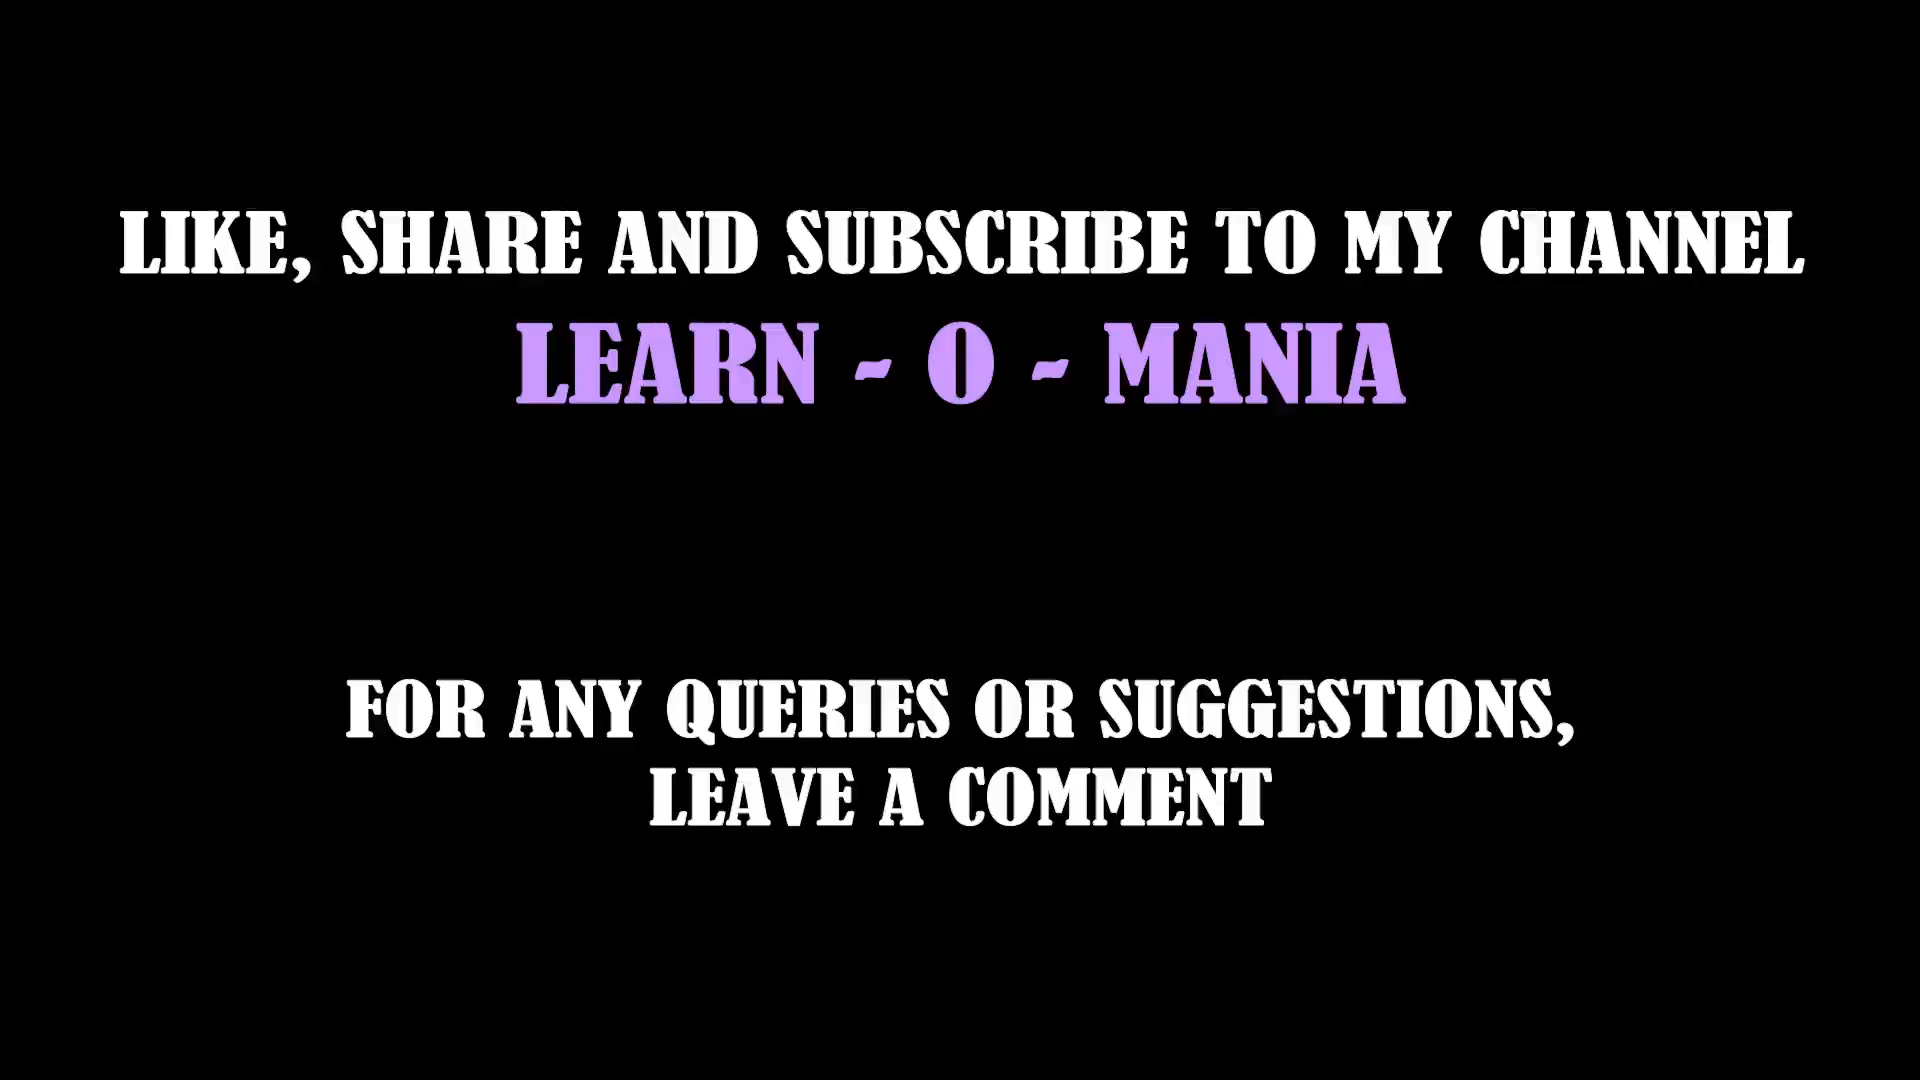 LIKE, SHARE AND SUBSCRIBE TO MY CHANNEL
LEARN - O - MANIA
FOR ANY QUERIES OR SUGGESTIONS,
LEAVE A COMMENT